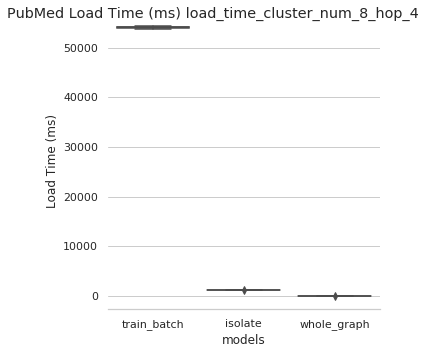 PubMed Load Time (ms) load_time_cluster_num_8_hop_4
50000
40000
30000
20000
10000
0
Load Time (ms)
train_batch isolate whole_graph
models